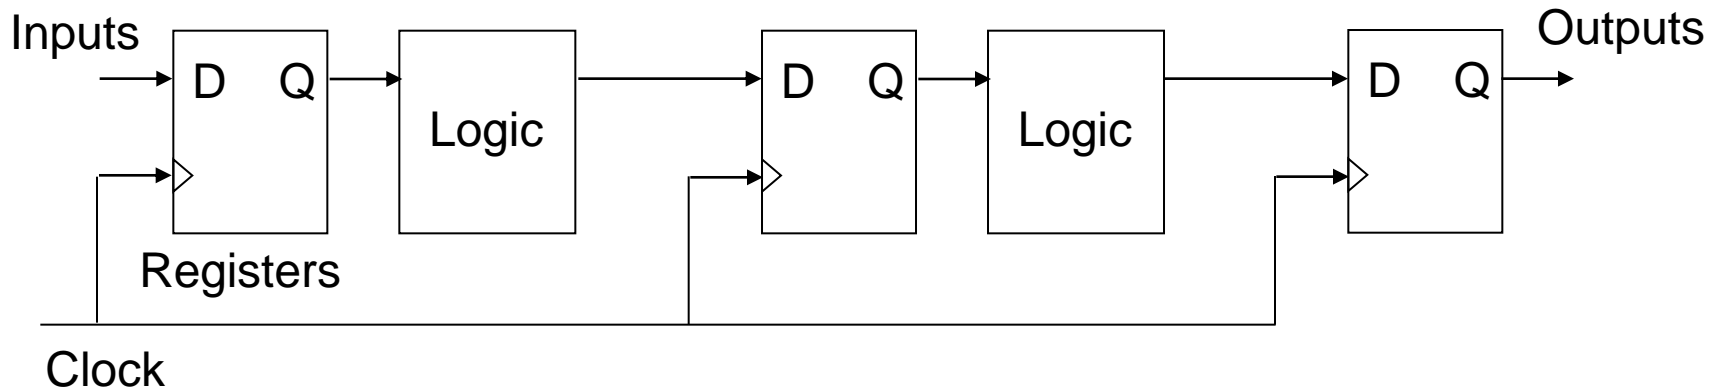 Inputs
Outputs
D Q
Logic
D Q
Logic
D Q
Registers
Clock